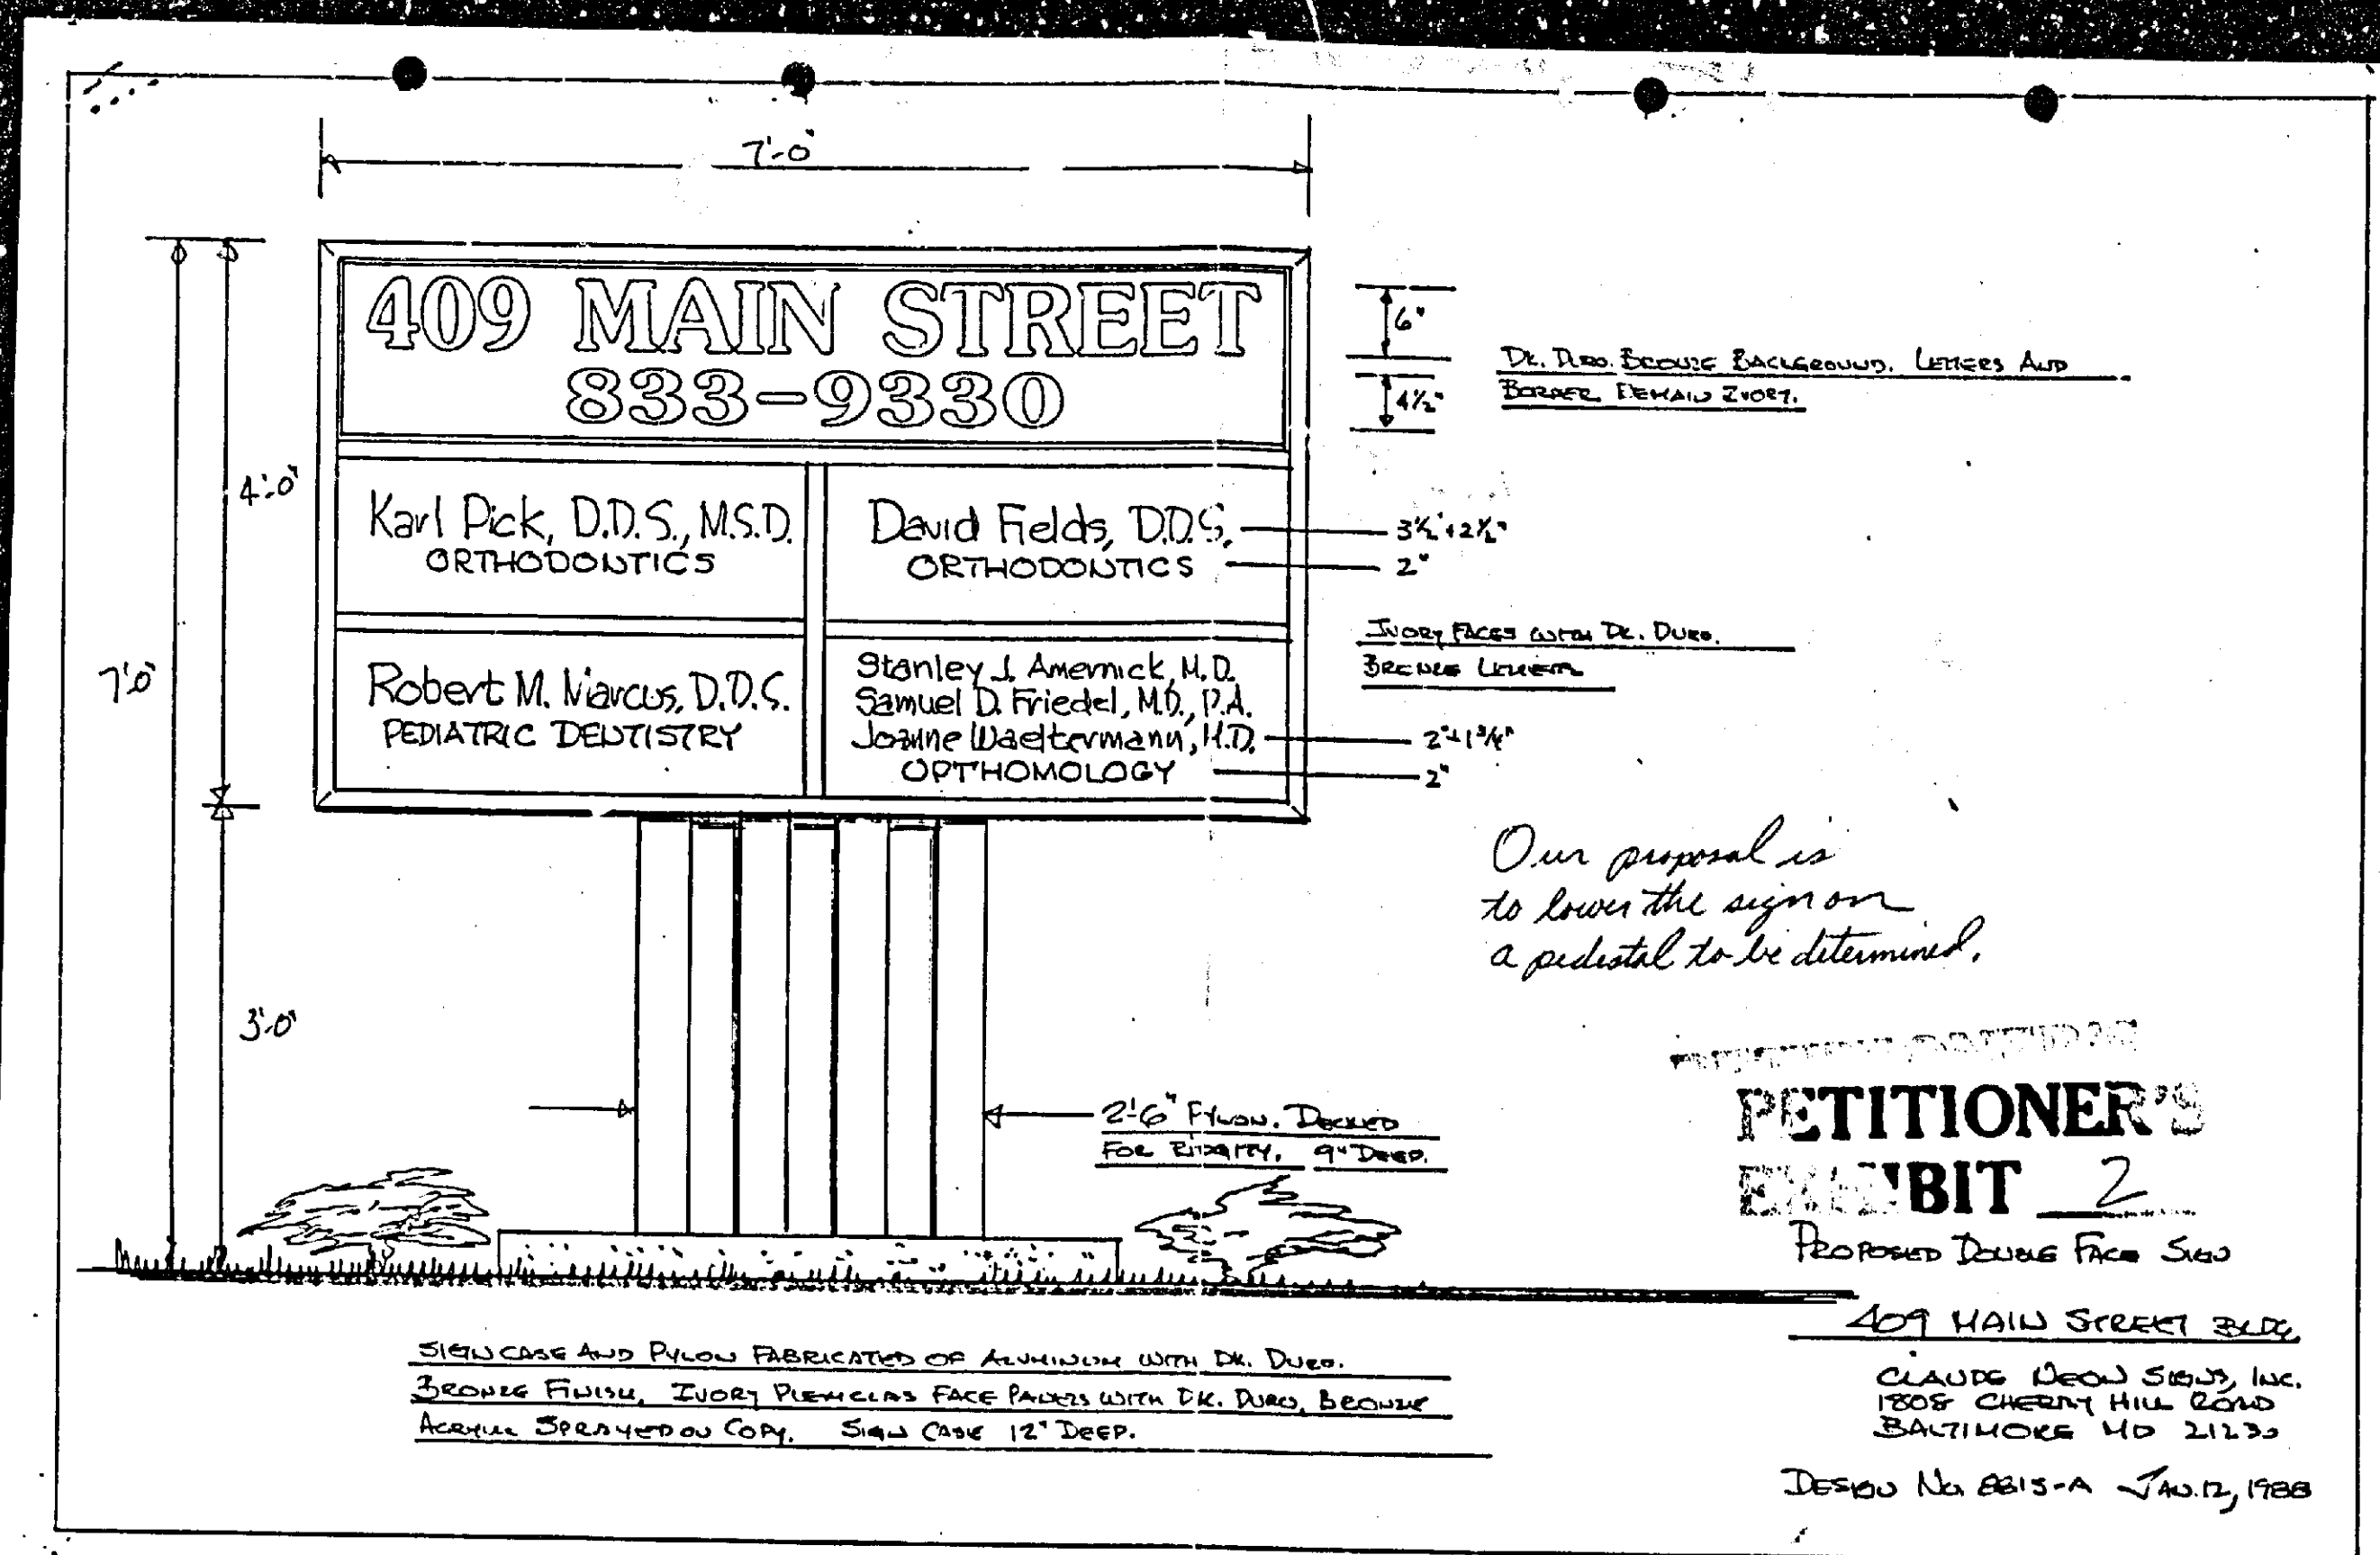 7'-0"
409 MAIN STREET
833-9330
6"
4½"
DK. DURO. BRONZE BACKGROUND. LETTERS AND
BORDER REMAIN IVORY.
4'-0"
7'-0"
Karl Pick, D.D.S., M.S.D.
ORTHODONTICS
David Fields, D.D.S.
ORTHODONTICS
3½"+2½"
2"
IVORY FACES WITH DK. DURO.
BRONZE
Robert M. Marcus, D.D.S.
PEDIATRIC DENTISTRY
Stanley J. Amernick, M.D.
Samuel D. Friedel, M.D., P.A.
Joanne Waeltermann, M.D.
OPTHOMOLOGY
2"+1¾"
2"
Our proposal is
to lower the sign on
a pedestal to be determined.
3'-0"
2'-6" PYLON. DECKED
FOR RIDGITY. 9" DEEP.
PETITIONER'S
EXHIBIT 2
PROPOSED DOUBLE FACE SIGN
409 MAIN STREET BLDG.
CLAUDE NEON SIGNS, INC.
1808 CHERRY HILL ROAD
BALTIMORE MD 21230
DESIGN NO. 8815-A JAN. 12, 1988
SIGN CASE AND PYLON FABRICATED OF ALUMINUM WITH DK. DURO.
BRONZE FINISH, IVORY PLEXIGLAS FACE PANELS WITH DK. DURO, BRONZE
ACRYLIC SPRAYED ON COPY. SIGN CASE 12" DEEP.